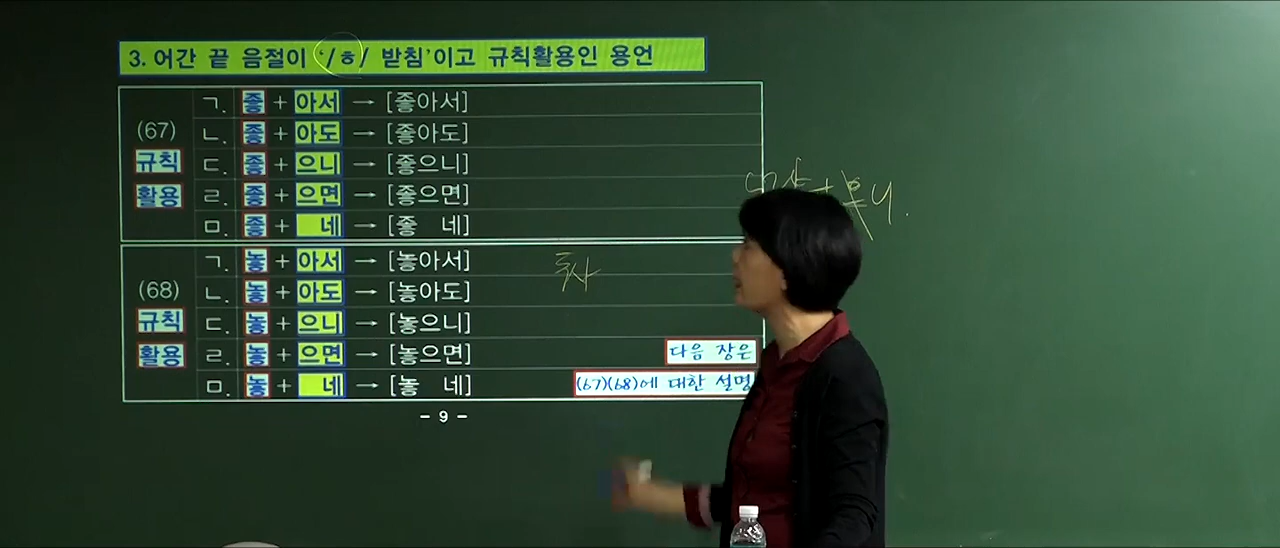 3. 어간 끝 음절이 '/ㅎ/ 받침'이고 규칙활용인 용언
(67) 규칙 활용
ㄱ. 좋 + 아서 → [좋아서]
ㄴ. 좋 + 아도 → [좋아도]
ㄷ. 좋 + 으니 → [좋으니]
ㄹ. 좋 + 으면 → [좋으면]
ㅁ. 좋 + 네 → [좋 네]
(68) 규칙 활용
ㄱ. 놓 + 아서 → [놓아서]
ㄴ. 놓 + 아도 → [놓아도]
ㄷ. 놓 + 으니 → [놓으니]
ㄹ. 놓 + 으면 → [놓으면]
ㅁ. 놓 + 네 → [놓 네]
동사
다음 장은
(67)(68)에 대한 설명
- 9 -